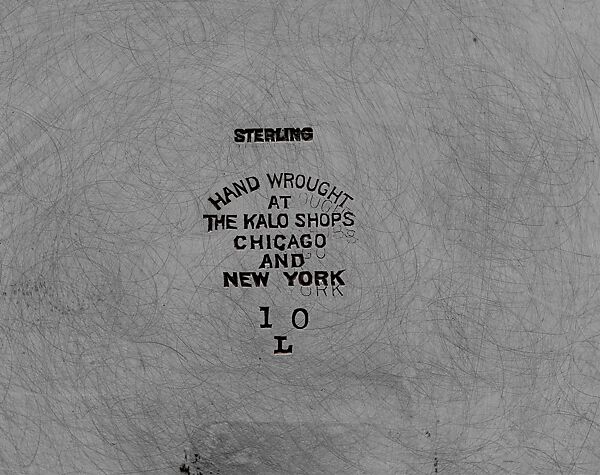 STERLING
HAND WROUGHT
AT
THE KALO SHOPS
CHICAGO
AND
NEW YORK
10
L